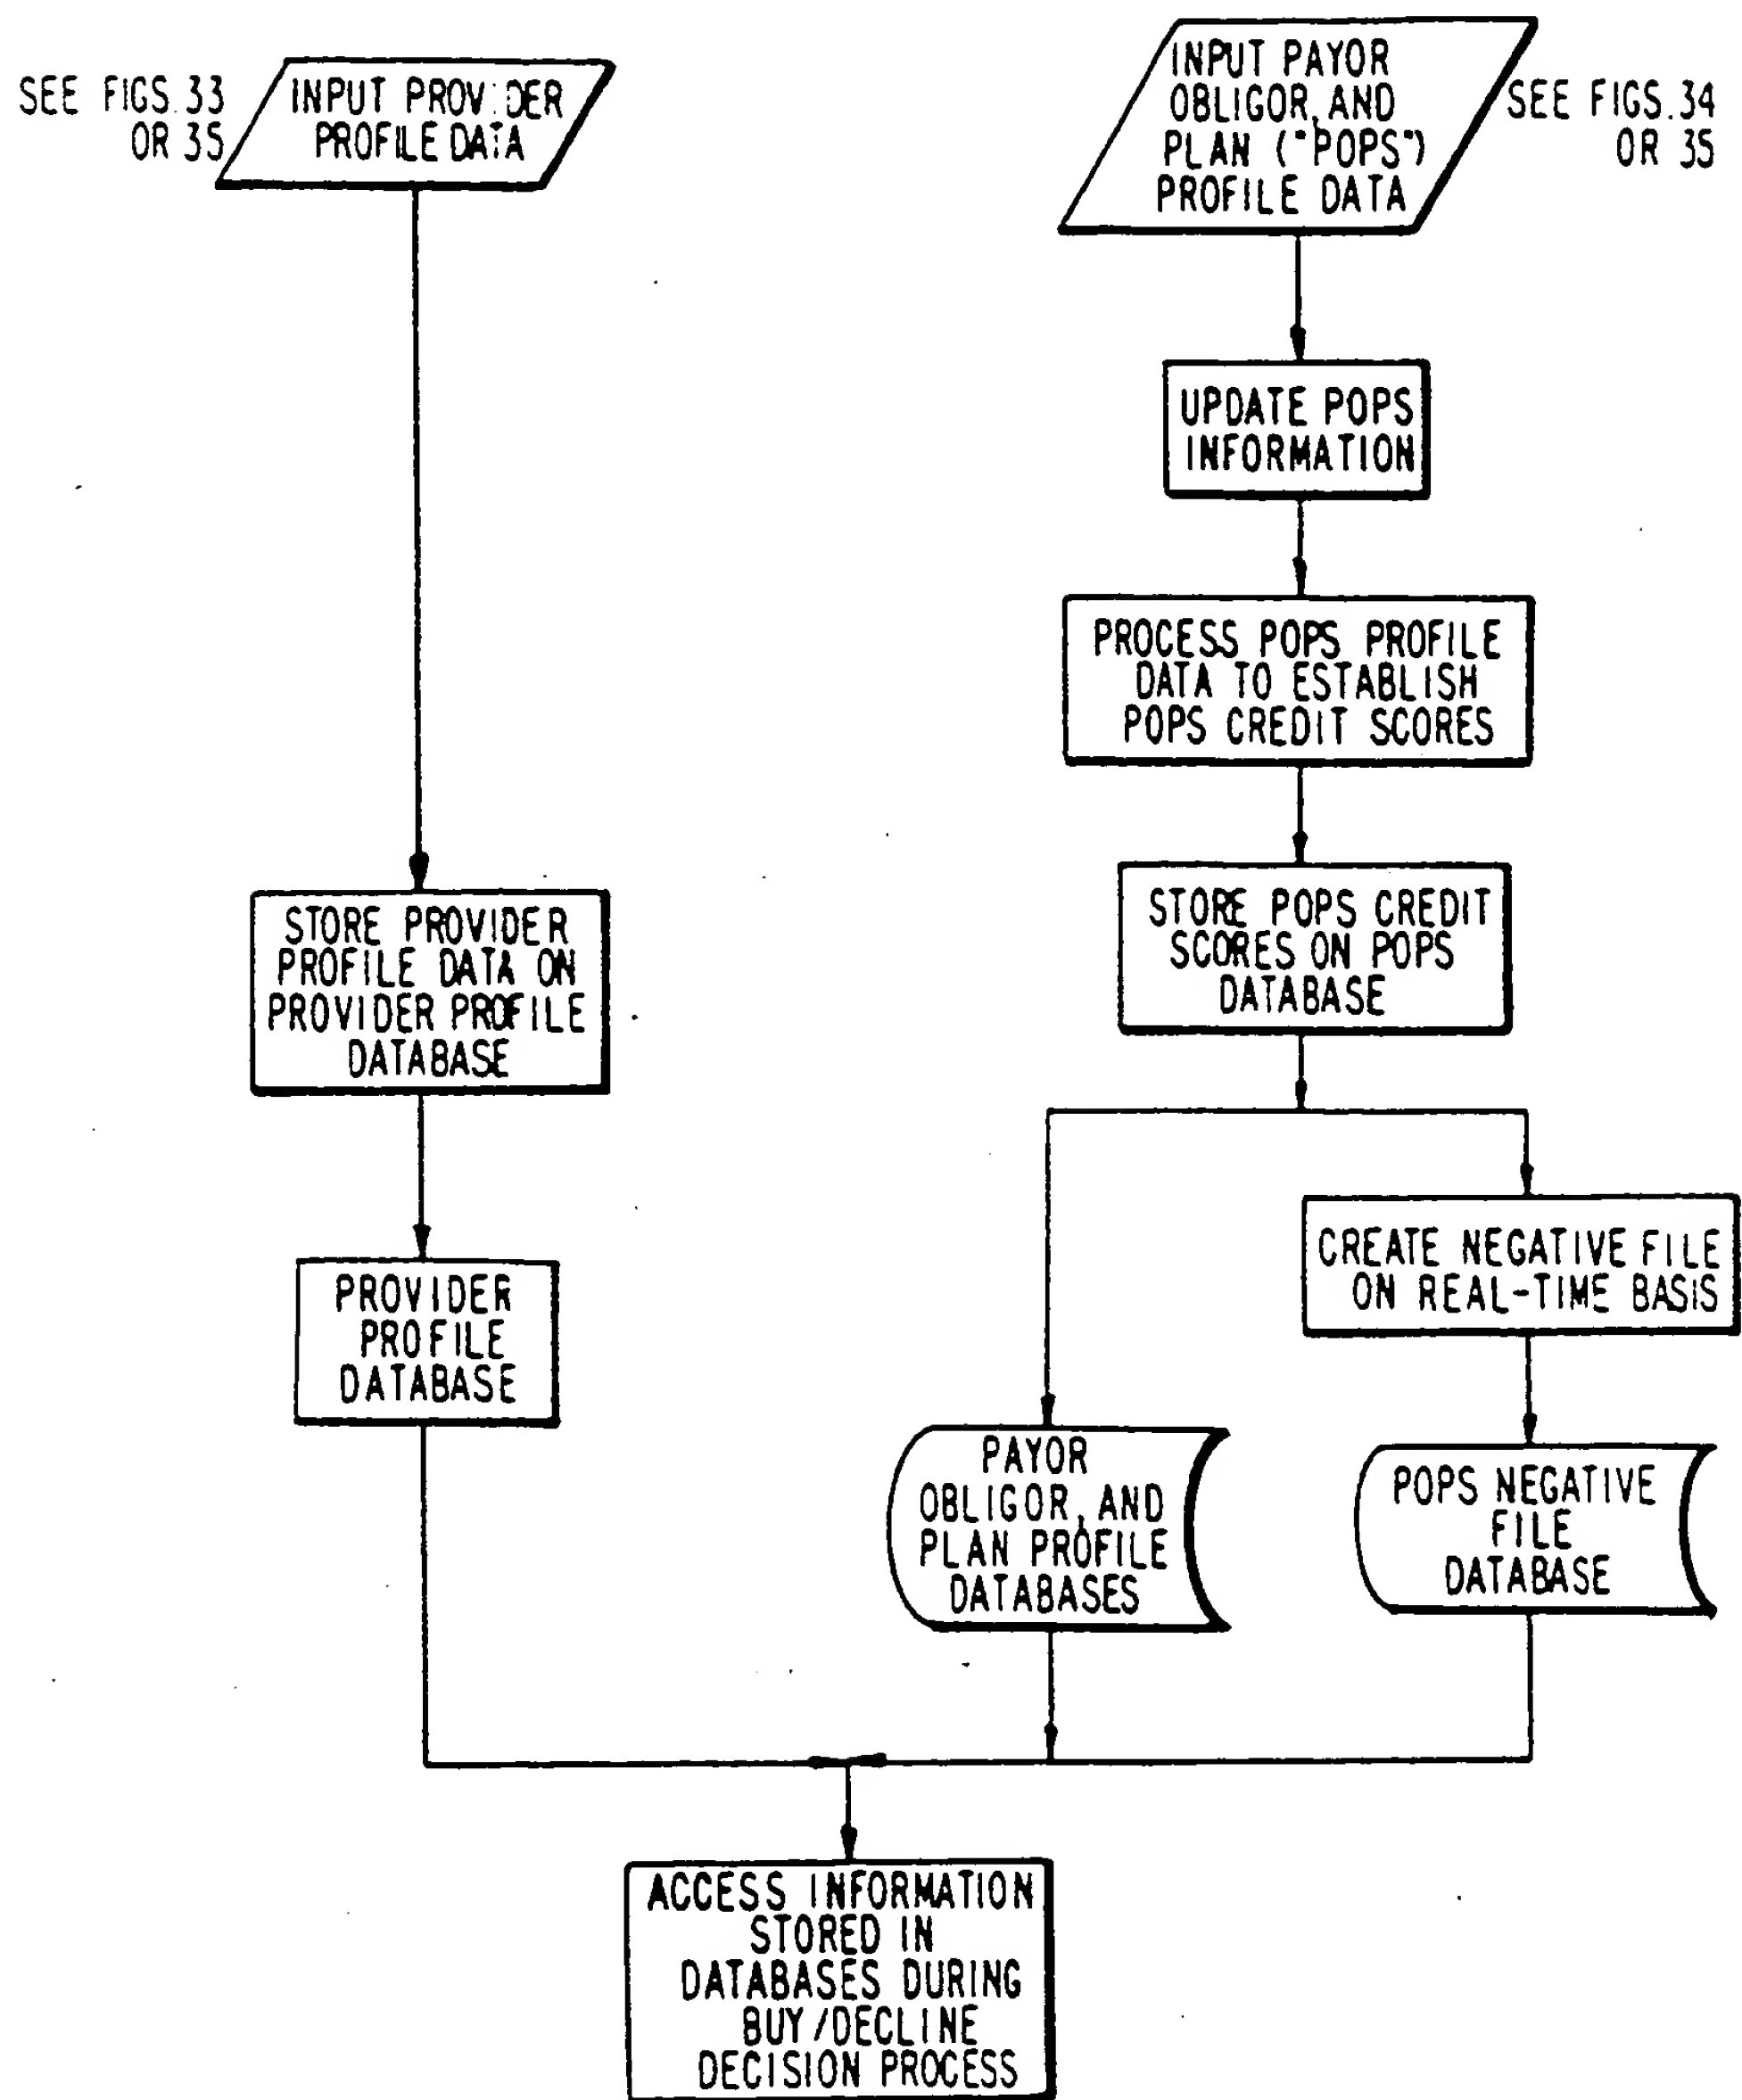 SEE FIGS. 33
OR 35
INPUT PROVIDER
PROFILE DATA
INPUT PAYOR
OBLIGOR, AND
PLAN ("POPS")
PROFILE DATA
SEE FIGS. 34
OR 35
UPDATE POPS
INFORMATION
PROCESS POPS PROFILE
DATA TO ESTABLISH
POPS CREDIT SCORES
STORE PROVIDER
PROFILE DATA ON
PROVIDER PROFILE
DATABASE
STORE POPS CREDIT
SCORES ON POPS
DATABASE
PROVIDER
PROFILE
DATABASE
CREATE NEGATIVE FILE
ON REAL-TIME BASIS
PAYOR
OBLIGOR, AND
PLAN PROFILE
DATABASES
POPS NEGATIVE
FILE
DATABASE
ACCESS INFORMATION
STORED IN
DATABASES DURING
BUY/DECLINE
DECISION PROCESS